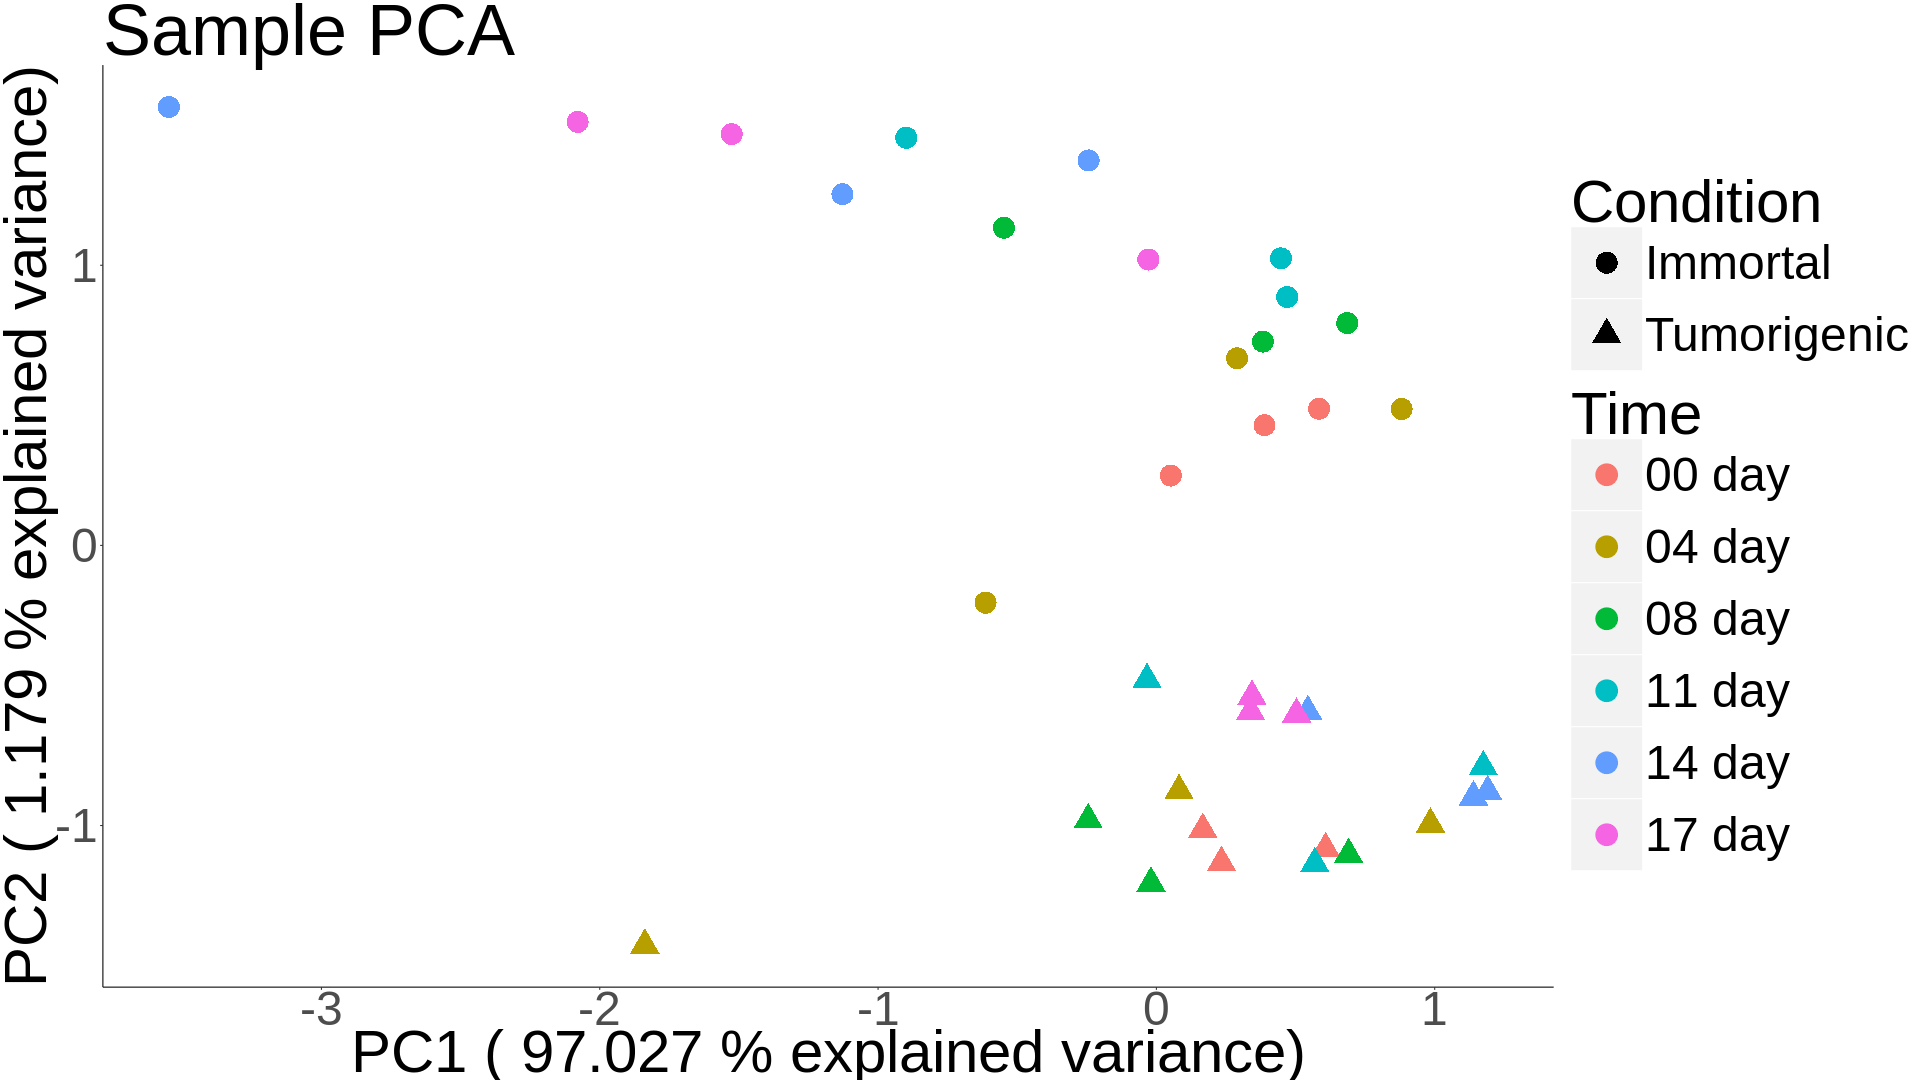 Sample PCA
PC2 ( 1.179 % explained variance)
1
0
-1
-3
-2
-1
0
1
PC1 ( 97.027 % explained variance)
Condition
Immortal
Tumorigenic
Time
00 day
04 day
08 day
11 day
14 day
17 day